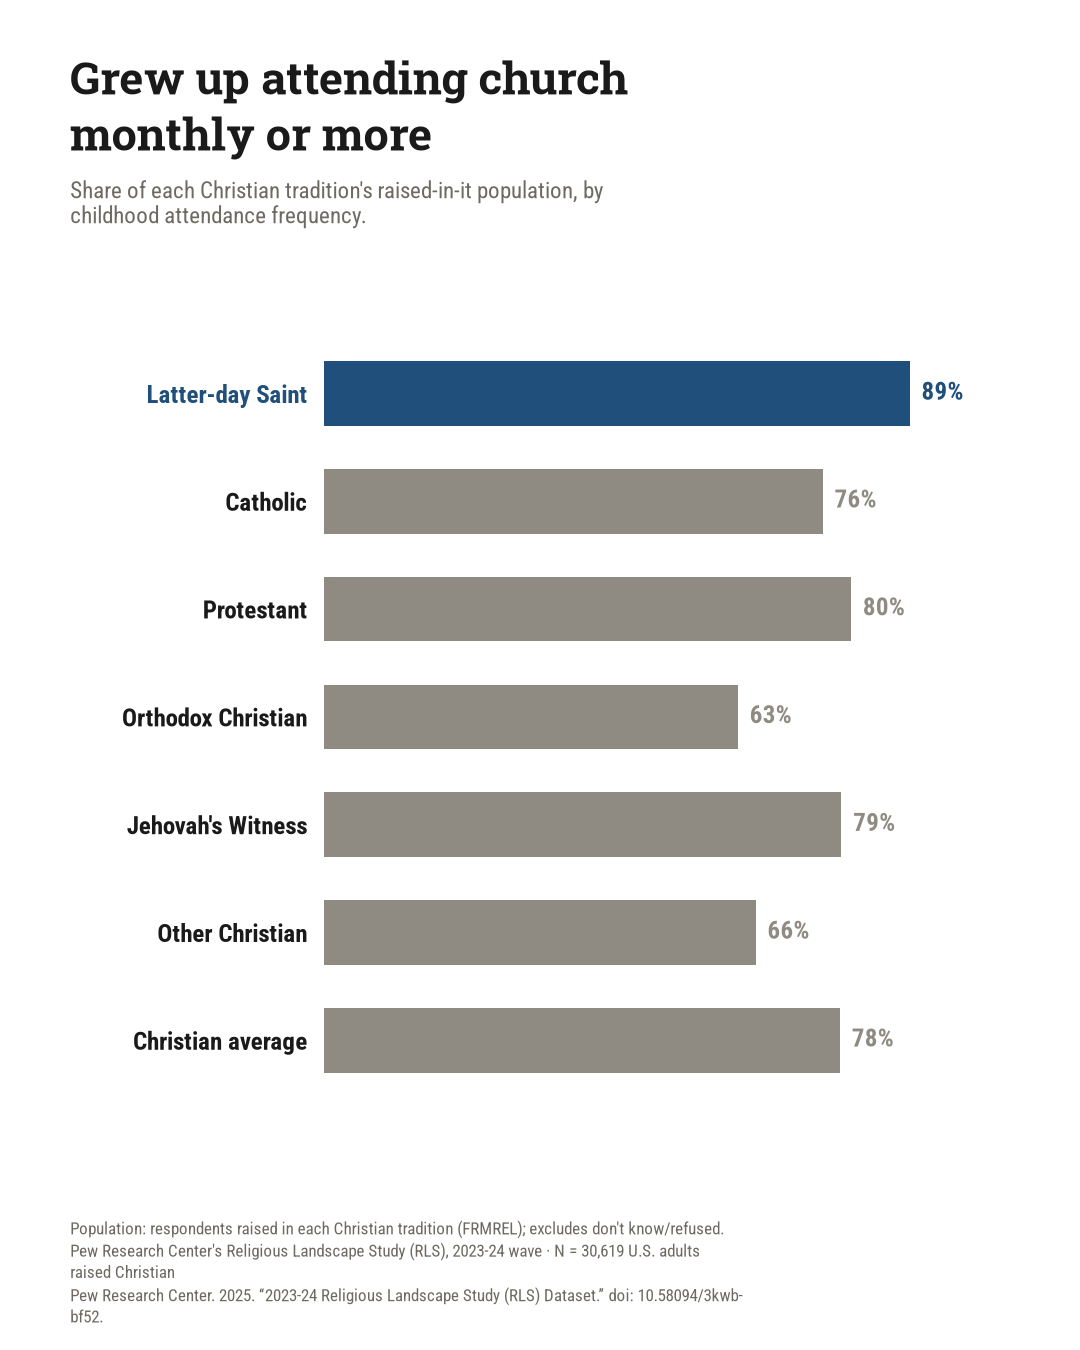 Grew up attending church
monthly or more
Share of each Christian tradition's raised-in-it population, by
childhood attendance frequency.
Latter-day Saint 89%
Catholic 76%
Protestant 80%
Orthodox Christian 63%
Jehovah's Witness 79%
Other Christian 66%
Christian average 78%
Population: respondents raised in each Christian tradition (FRMREL); excludes don't know/refused.
Pew Research Center's Religious Landscape Study (RLS), 2023-24 wave · N = 30,619 U.S. adults
raised Christian
Pew Research Center. 2025. “2023-24 Religious Landscape Study (RLS) Dataset.” doi: 10.58094/3kwb-
bf52.